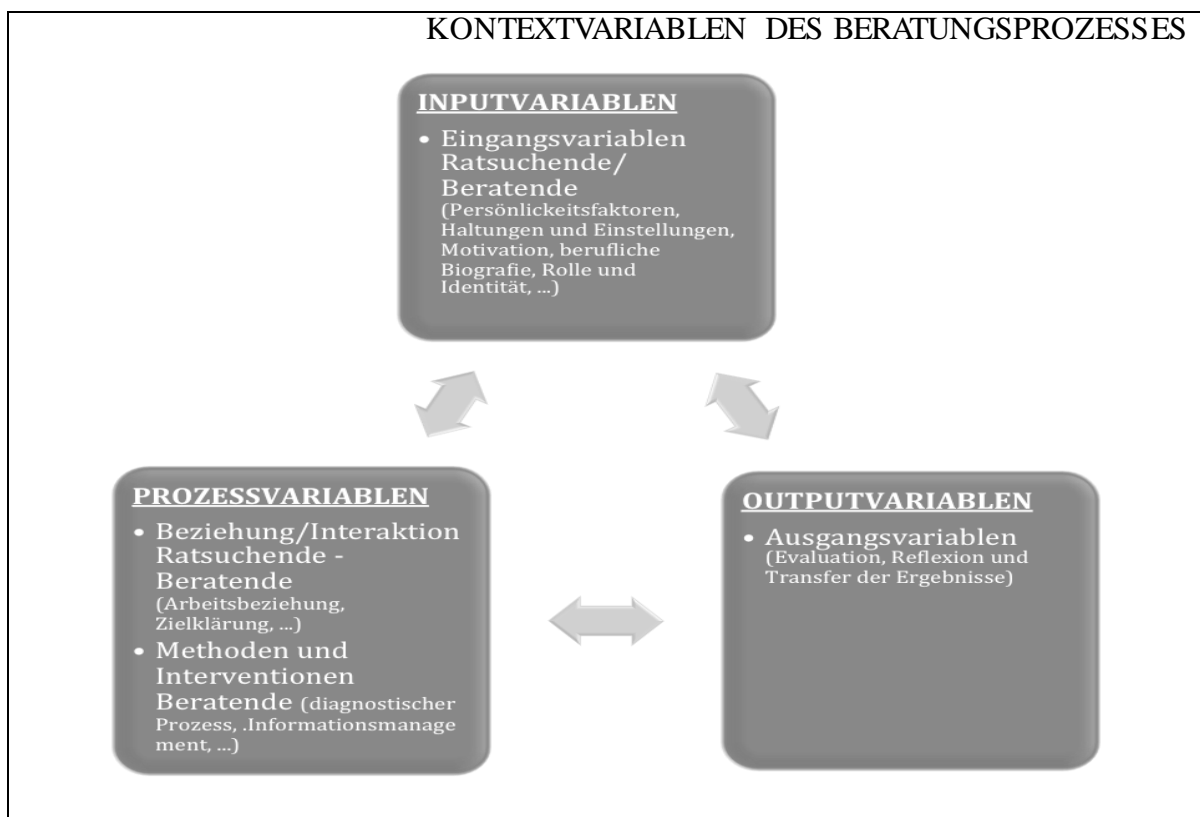 KONTEXTVARIABLEN DES BERATUNGSPROZESSES
INPUTVARIABLEN
• Eingangsvariablen
Ratsuchende/
Beratende
(Persönlickeitsfaktoren,
Haltungen und Einstellungen,
Motivation, berufliche
Biografie, Rolle und
Identität, ...)
PROZESSVARIABLEN
• Beziehung/Interaktion
Ratsuchende -
Beratende
(Arbeitsbeziehung,
Zielklärung, ...)
• Methoden und
Interventionen
Beratende (diagnostischer
Prozess, .Informationsmanage
ment, ...)
OUTPUTVARIABLEN
• Ausgangsvariablen
(Evaluation, Reflexion und
Transfer der Ergebnisse)